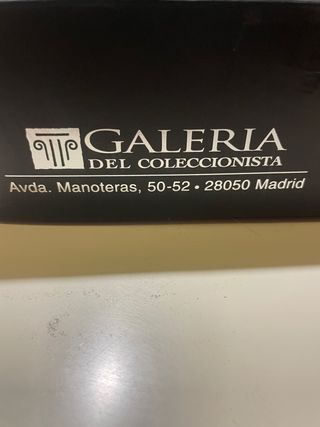 GALERIA
DEL COLECCIONISTA
Avda. Manoteras, 50-52 • 28050 Madrid